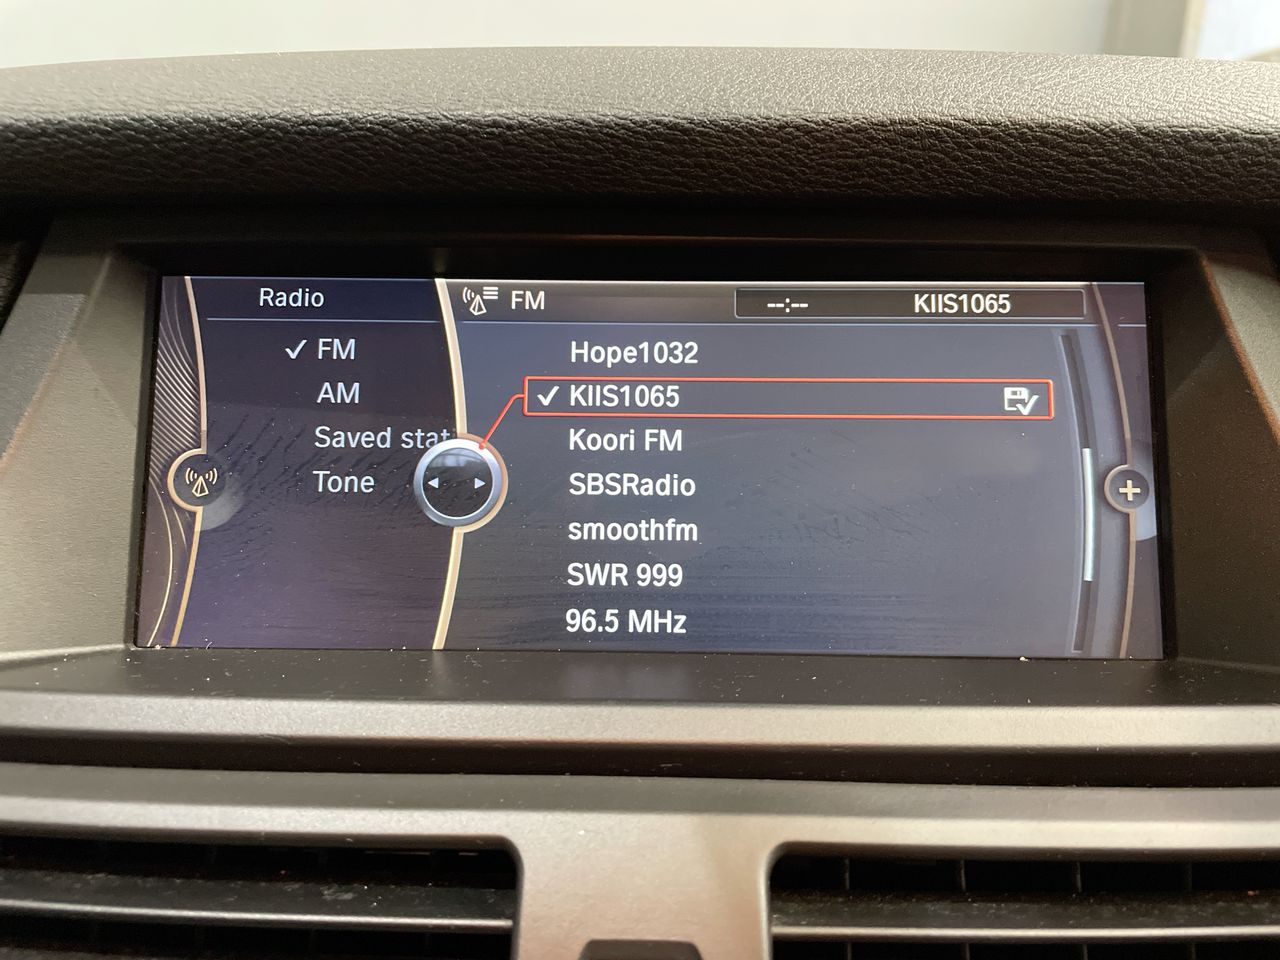 Radio
FM
AM
Saved stat
Tone
FM
--:--
KIIS1065
Hope1032
KIIS1065
Koori FM
SBSRadio
smoothfm
SWR 999
96.5 MHz